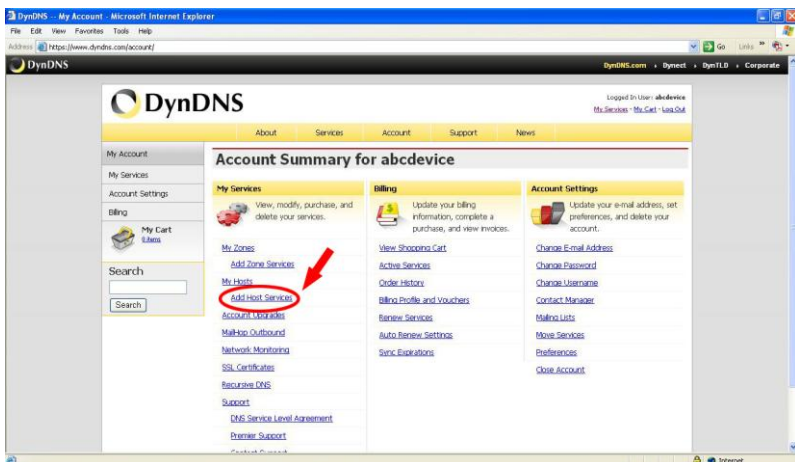 DynDNS -- My Account - Microsoft Internet Explorer
File Edit View Favorites Tools Help
Address https://www.dyndns.com/account/ Go Links
DynDNS DynDNS.com Dynect DynTLD Corporate
DynDNS
Logged In User: abcdevice
My Services - My Cart - Log Out
About Services Account Support News
My Account
My Services
Account Settings
Billing
My Cart
0 items
Search
Search
Account Summary for abcdevice
My Services
View, modify, purchase, and
delete your services.
My Zones
Add Zone Services
My Hosts
Add Host Services
Account Upgrades
MailHop Outbound
Network Monitoring
SSL Certificates
Recursive DNS
Support
DNS Service Level Agreement
Premier Support
Contact Support
Billing
Update your billing
information, complete a
purchase, and view invoices.
View Shopping Cart
Active Services
Order History
Billing Profile and Vouchers
Renew Services
Auto Renew Settings
Sync Expirations
Account Settings
Update your e-mail address, set
preferences, and delete your
account.
Change E-mail Address
Change Password
Change Username
Contact Manager
Mailing Lists
Move Services
Preferences
Close Account
Internet